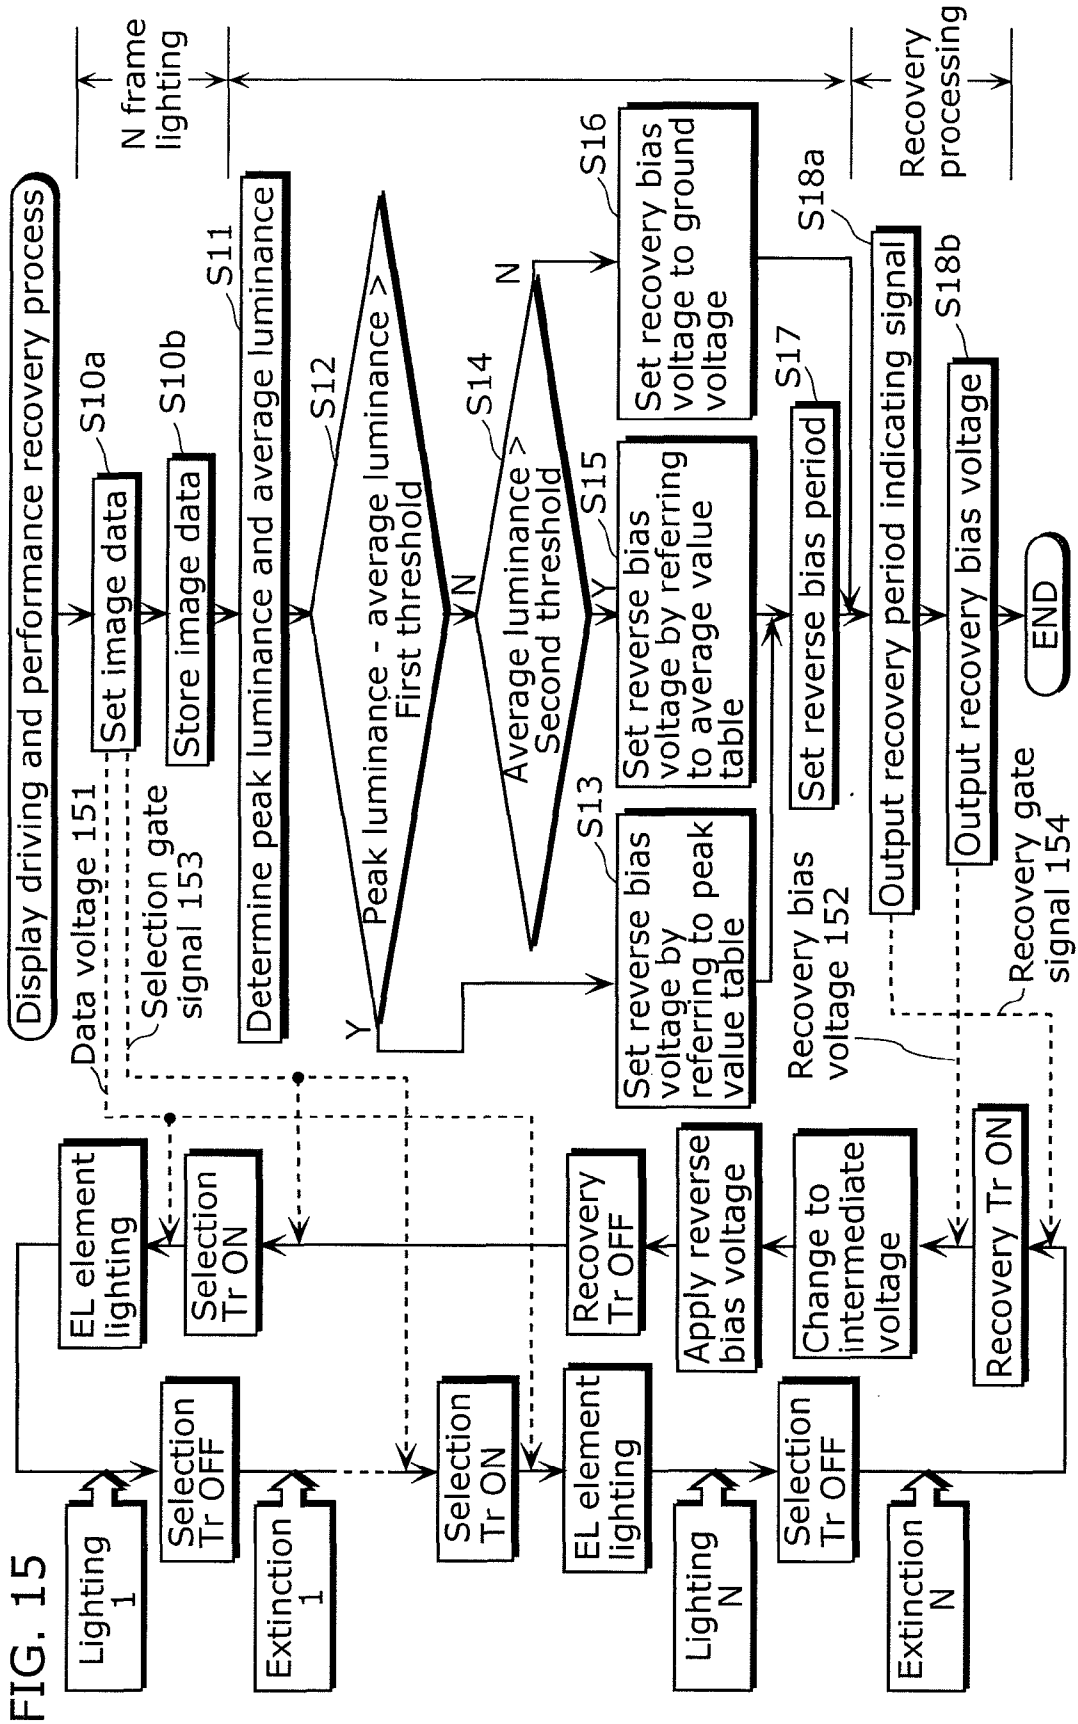 FIG. 15
Display driving and performance recovery process
N frame
lighting
S10a
Set image data
S10b
Store image data
S11
Determine peak luminance and average luminance
S12
Peak luminance - average luminance >
First threshold
Y
N
S14
Average luminance >
Second threshold
N
Y
S13
Set reverse bias
voltage by
referring to peak
value table
S15
Set reverse bias
voltage by referring
to average value
table
S16
Set recovery bias
voltage to ground
voltage
S17
Set reverse bias period
S18a
Output recovery period indicating signal
S18b
Output recovery bias voltage
Recovery
processing
END
Data voltage 151
Selection gate
signal 153
Recovery bias
voltage 152
Recovery gate
signal 154
EL element
lighting
Selection
Tr ON
Recovery
Tr OFF
Apply reverse
bias voltage
Change to
intermediate
voltage
Recovery Tr ON
Lighting
1
Selection
Tr OFF
Extinction
1
Selection
Tr ON
EL element
lighting
Lighting
N
Selection
Tr OFF
Extinction
N